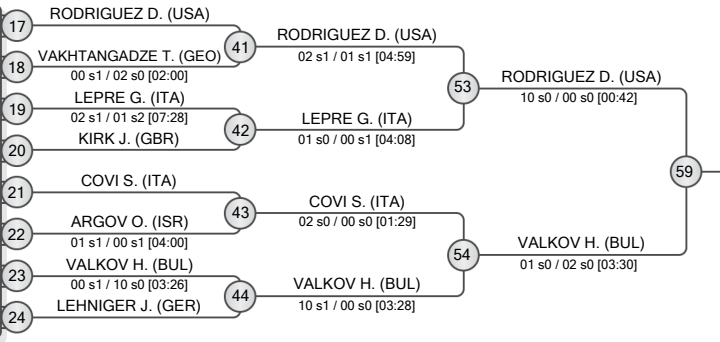 17
RODRIGUEZ D. (USA)
18
VAKHTANGADZE T. (GEO)
00 s1 / 02 s0 [02:00]
41
RODRIGUEZ D. (USA)
02 s1 / 01 s1 [04:59]
19
LEPRE G. (ITA)
02 s1 / 01 s2 [07:28]
20
KIRK J. (GBR)
42
LEPRE G. (ITA)
01 s0 / 00 s1 [04:08]
53
RODRIGUEZ D. (USA)
10 s0 / 00 s0 [00:42]
21
COVI S. (ITA)
22
ARGOV O. (ISR)
01 s1 / 00 s1 [04:00]
43
COVI S. (ITA)
02 s0 / 00 s0 [01:29]
23
VALKOV H. (BUL)
00 s1 / 10 s0 [03:26]
24
LEHNIGER J. (GER)
44
VALKOV H. (BUL)
10 s1 / 00 s0 [03:28]
54
VALKOV H. (BUL)
01 s0 / 02 s0 [03:30]
59